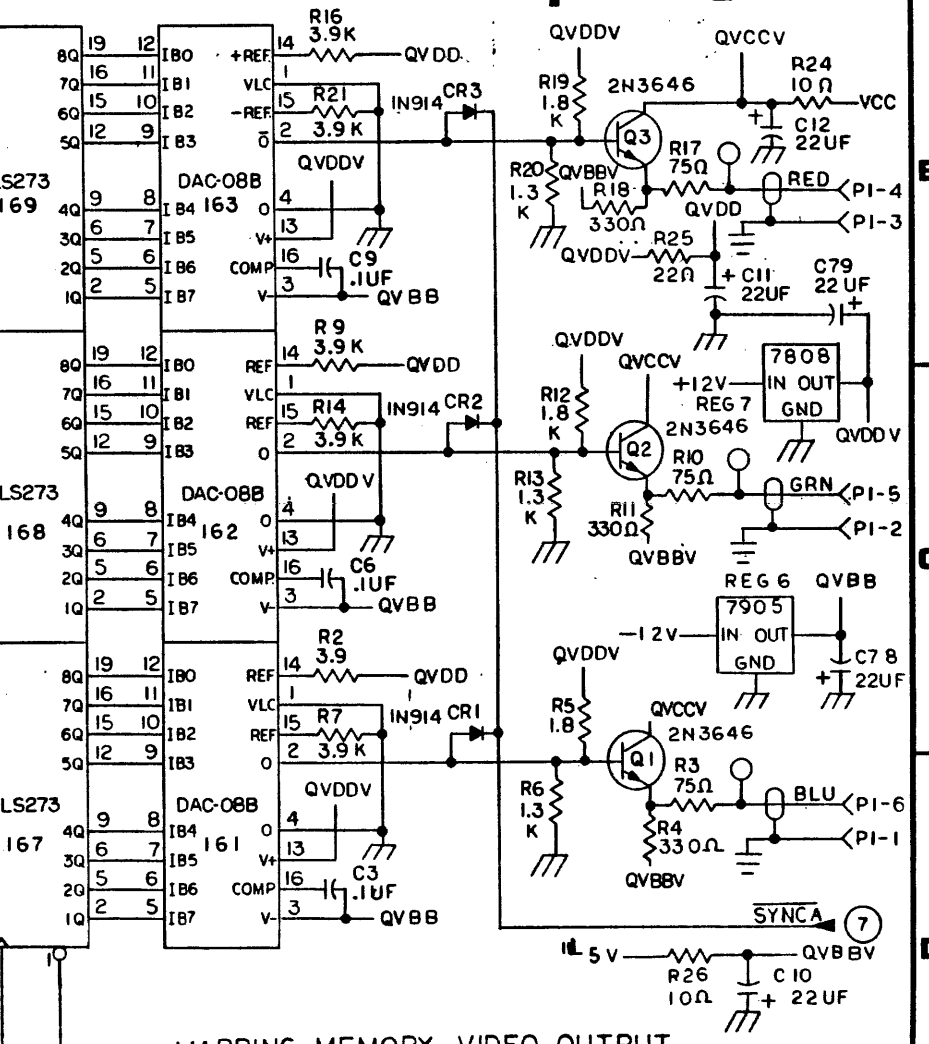 R16
3.9K
QVDD
19 12 14
8Q IB0 +REF.
16 11 1
7Q IB1 VLC
15 10 15 R21
6Q IB2 -REF. 3.9K
12 9 2
5Q IB3 O̅
IN914 CR3
QVDDV
R19
1.8
K
2N3646
Q3
QVCCV
R24
10Ω
VCC
+
C12
22UF
R20
1.3
K
QVBBV
R18
330Ω
R17
75Ω
RED P1-4
P1-3
QVDDV
LS273
169
DAC-08B
163
9 8 4
4Q IB4 O
6 7 13
3Q IB5 V+
5 6 16
2Q IB6 COMP
2 5 3
1Q IB7 V-
C9
.1UF
QVBB
QVDD
QVDDV R25
22Ω
+ C11
22UF
C79
22UF
+
R9
3.9K
QVDD
19 12 14
8Q IB0 REF
16 11 1
7Q IB1 VLC
15 10 15 R14
6Q IB2 REF 3.9K
12 9 2
5Q IB3 O
IN914 CR2
QVDDV
R12
1.8
K
QVCCV
2N3646
Q2
+12V
REG7
7808
IN OUT
GND
QVDDV
R13
1.3
K
R11
330Ω
QVBBV
R10
75Ω
GRN P1-5
P1-2
LS273
168
DAC-08B
162
QVDDV
9 8 4
4Q IB4 O
6 7 13
3Q IB5 V+
5 6 16
2Q IB6 COMP.
2 5 3
1Q IB7 V-
C6
.1UF
QVBB
REG6
7905
-12V IN OUT
GND
QVBB
C78
+ 22UF
R2
3.9
QVDD
19 12 14
8Q IB0 REF
16 11 1
7Q IB1 VLC
15 10 15 R7
6Q IB2 REF 3.9K
12 9 2
5Q IB3 O
IN914 CR1
QVDDV
R5
1.8
QVCCV
2N3646
Q1
R6
1.3
K
R3
75Ω
R4
330Ω
QVBBV
BLU P1-6
P1-1
LS273
167
DAC-08B
161
QVDDV
9 8 4
4Q IB4 O
6 7 13
3Q IB5 V+
5 6 16
2Q IB6 COMP
2 5 3
1Q IB7 V-
C3
.1UF
QVBB
SYNCA 7
5V QVBBV
R26
10Ω
C10
+ 22UF
1
MAPPING MEMORY VIDEO OUTPUT